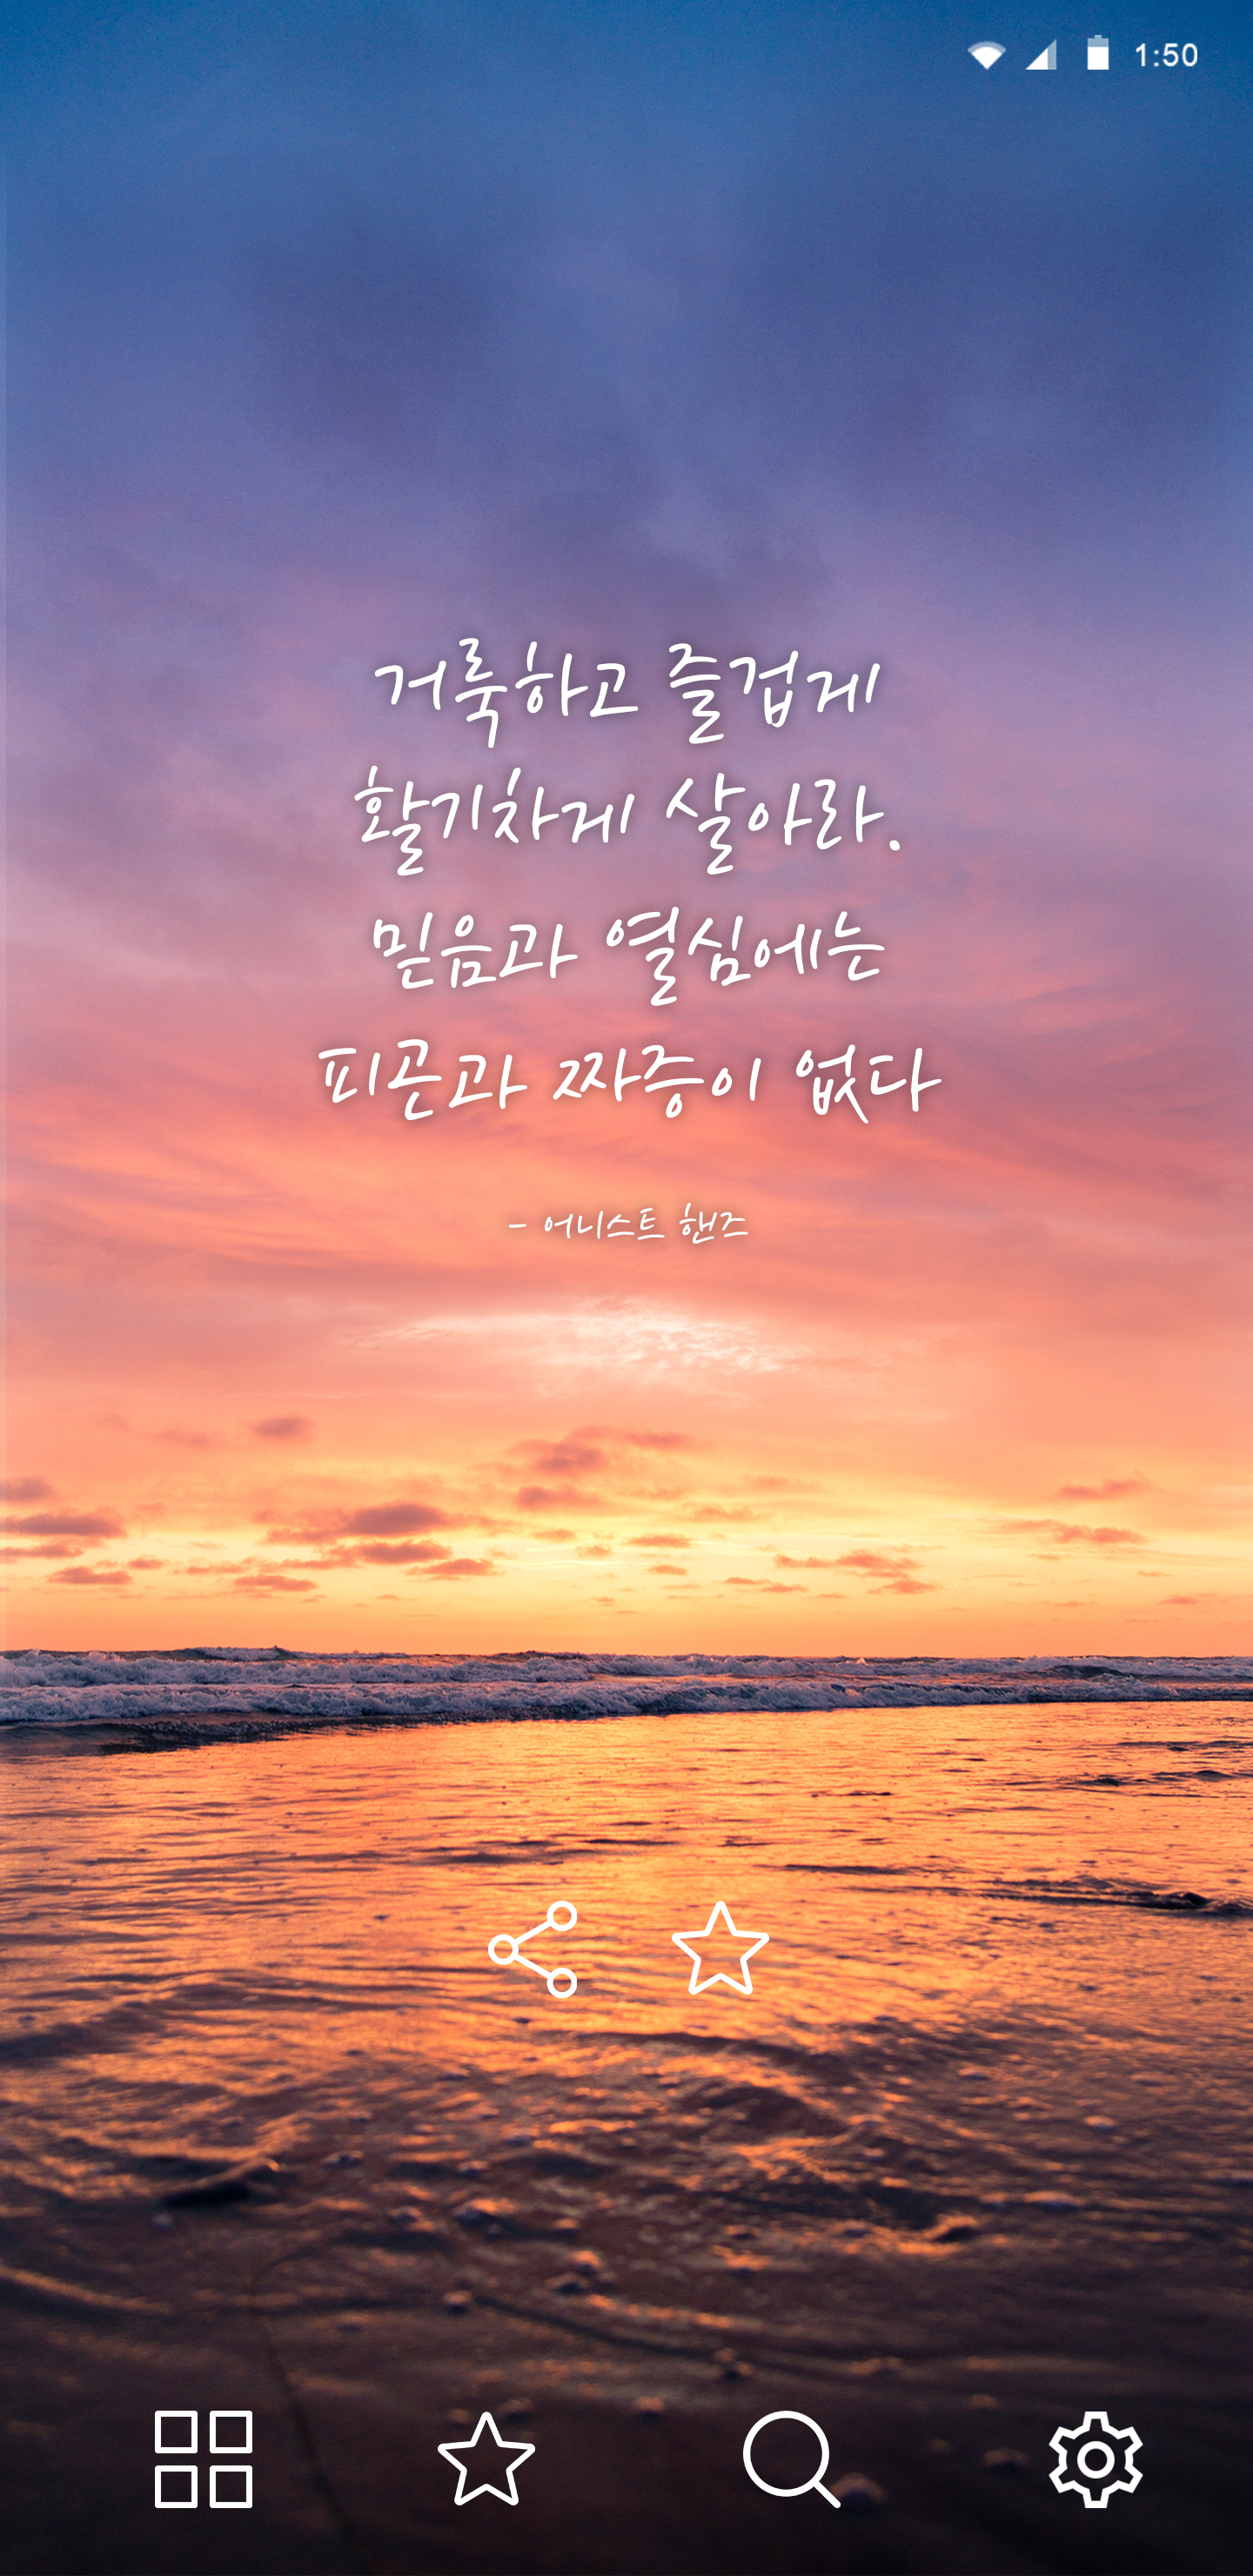 1:50
거룩하고 즐겁게
활기차게 살아라.
믿음과 열심에는
피곤과 짜증이 없다
- 어니스트 핸즈